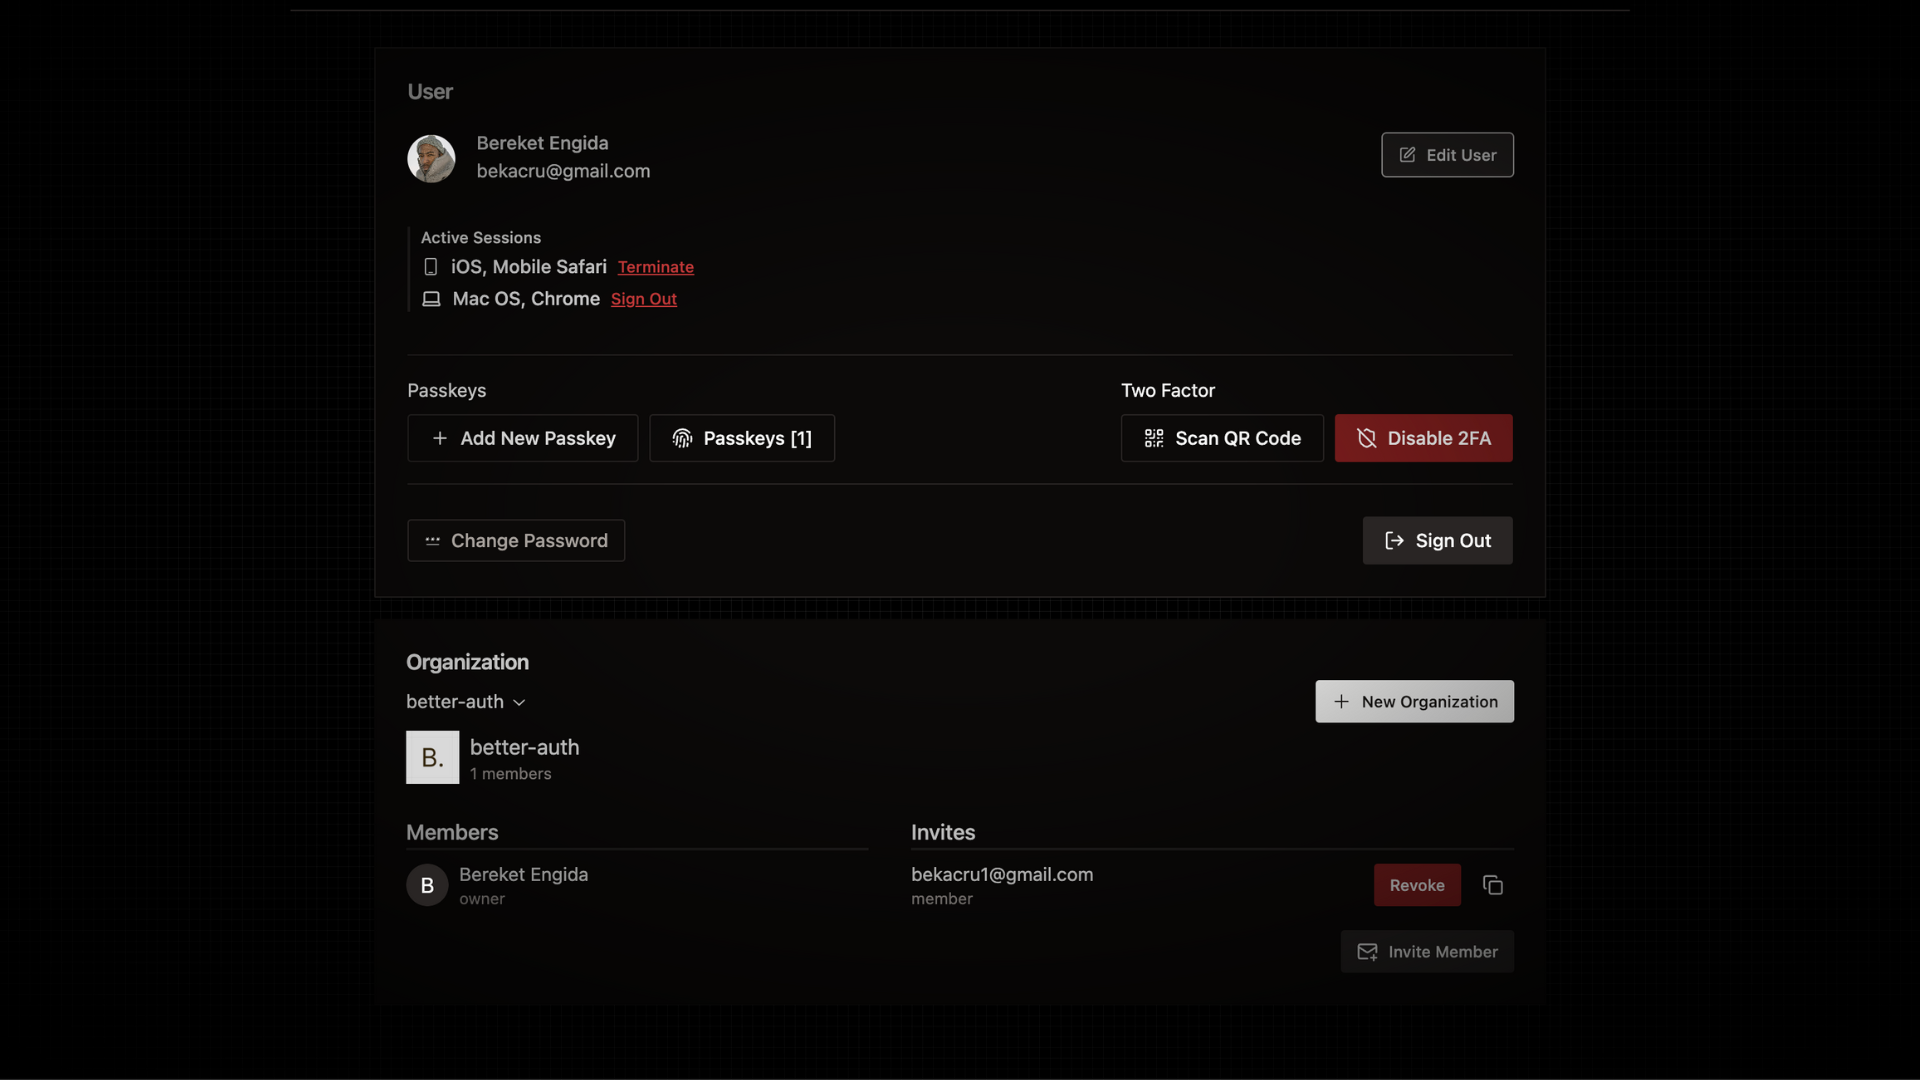 User
Bereket Engida
bekacru@gmail.com
Edit User
Active Sessions
iOS, Mobile Safari Terminate
Mac OS, Chrome Sign Out
Passkeys
Add New Passkey
Passkeys [1]
Two Factor
Scan QR Code
Disable 2FA
Change Password
Sign Out
Organization
better-auth
New Organization
B.
better-auth
1 members
Members
B
Bereket Engida
owner
Invites
bekacru1@gmail.com
member
Revoke
Invite Member